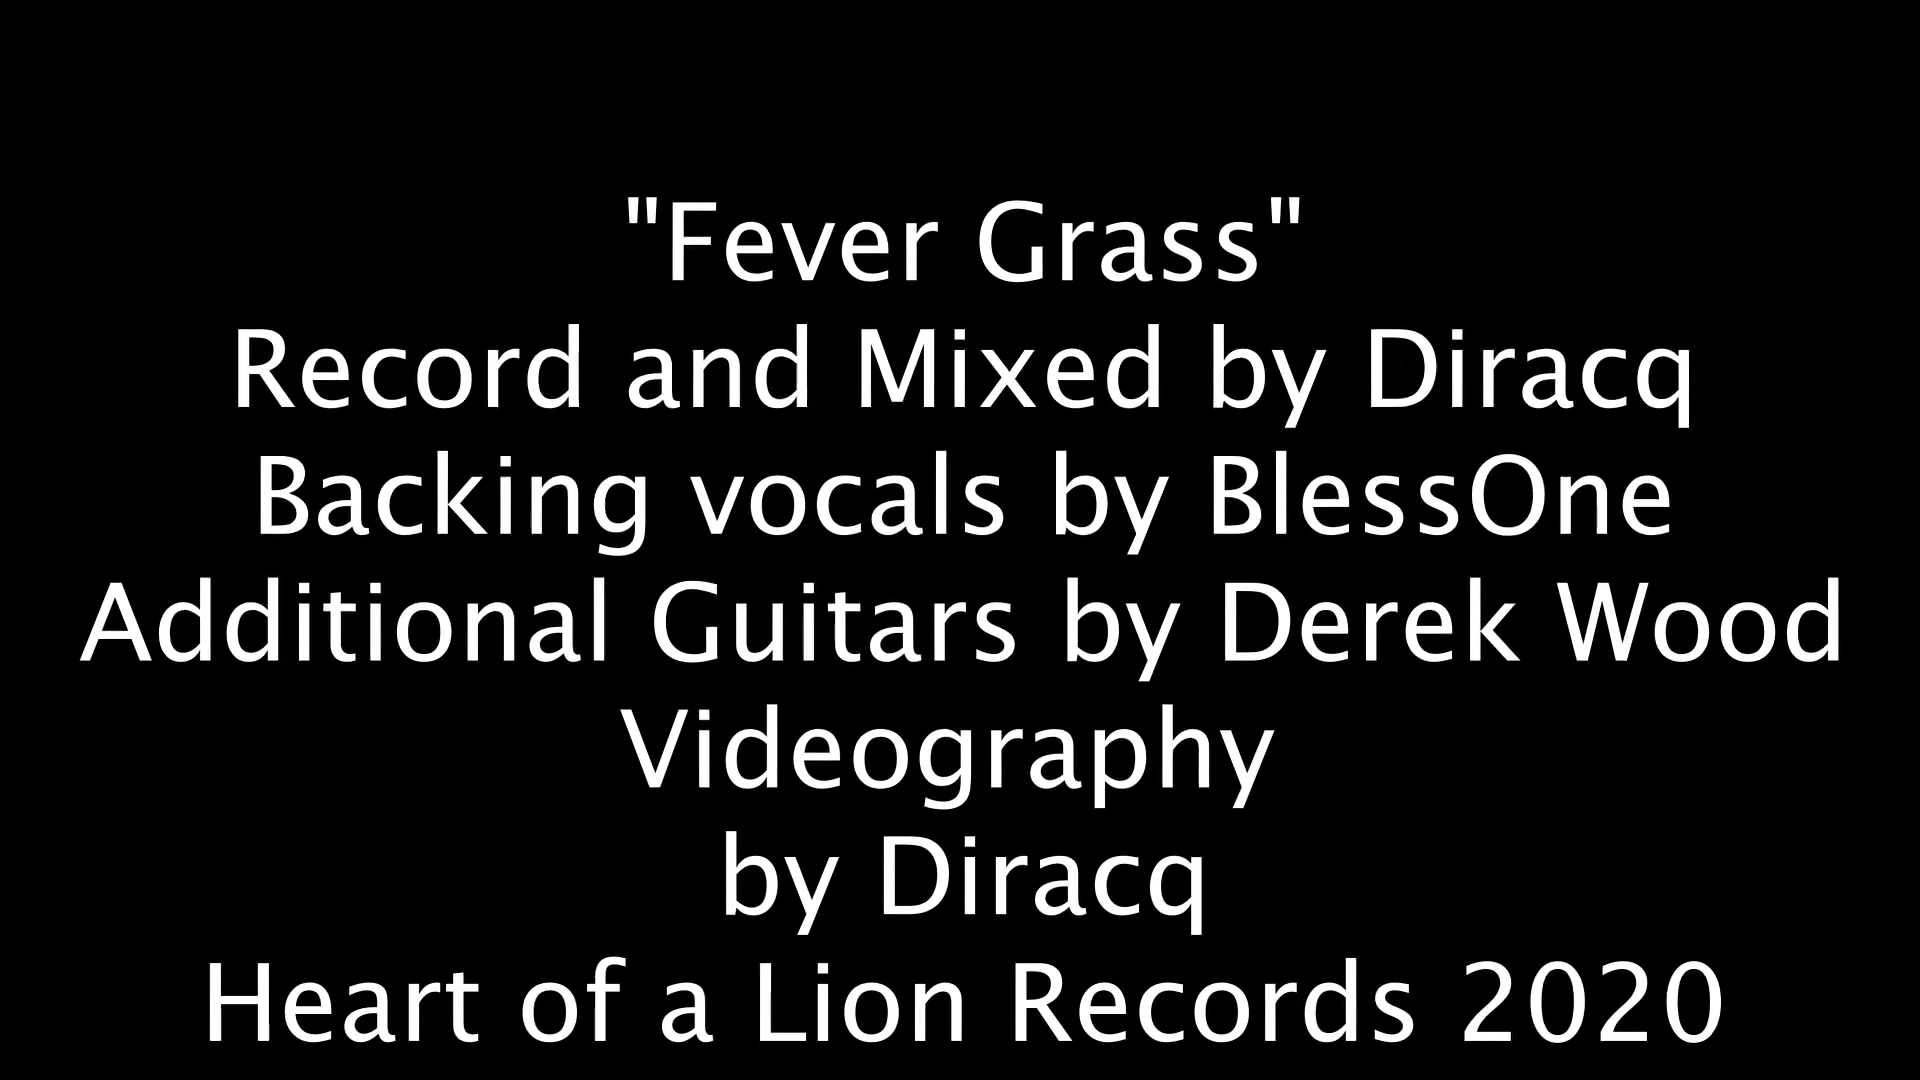 "Fever Grass"
Record and Mixed by Diracq
Backing vocals by BlessOne
Additional Guitars by Derek Wood
Videography
by Diracq
Heart of a Lion Records 2020